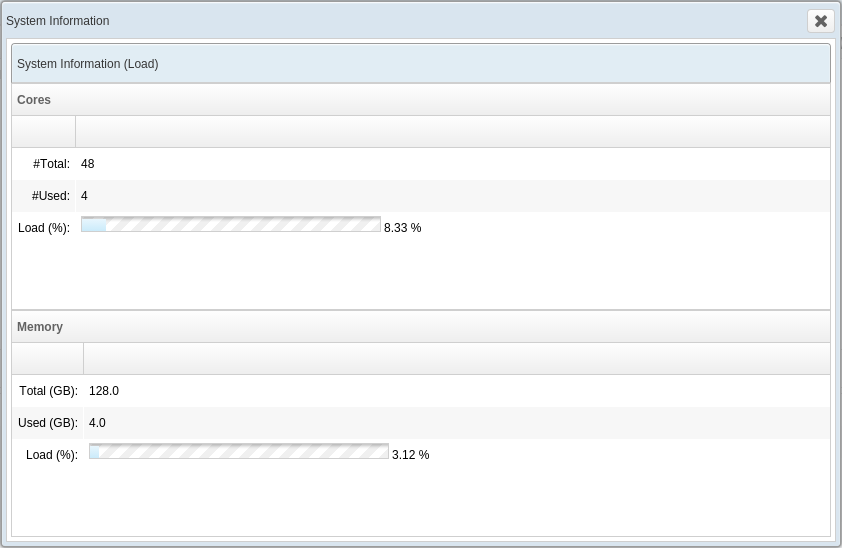 System Information
System Information (Load)
Cores
#Total: 48
#Used: 4
Load (%): 8.33 %
Memory
Total (GB): 128.0
Used (GB): 4.0
Load (%): 3.12 %